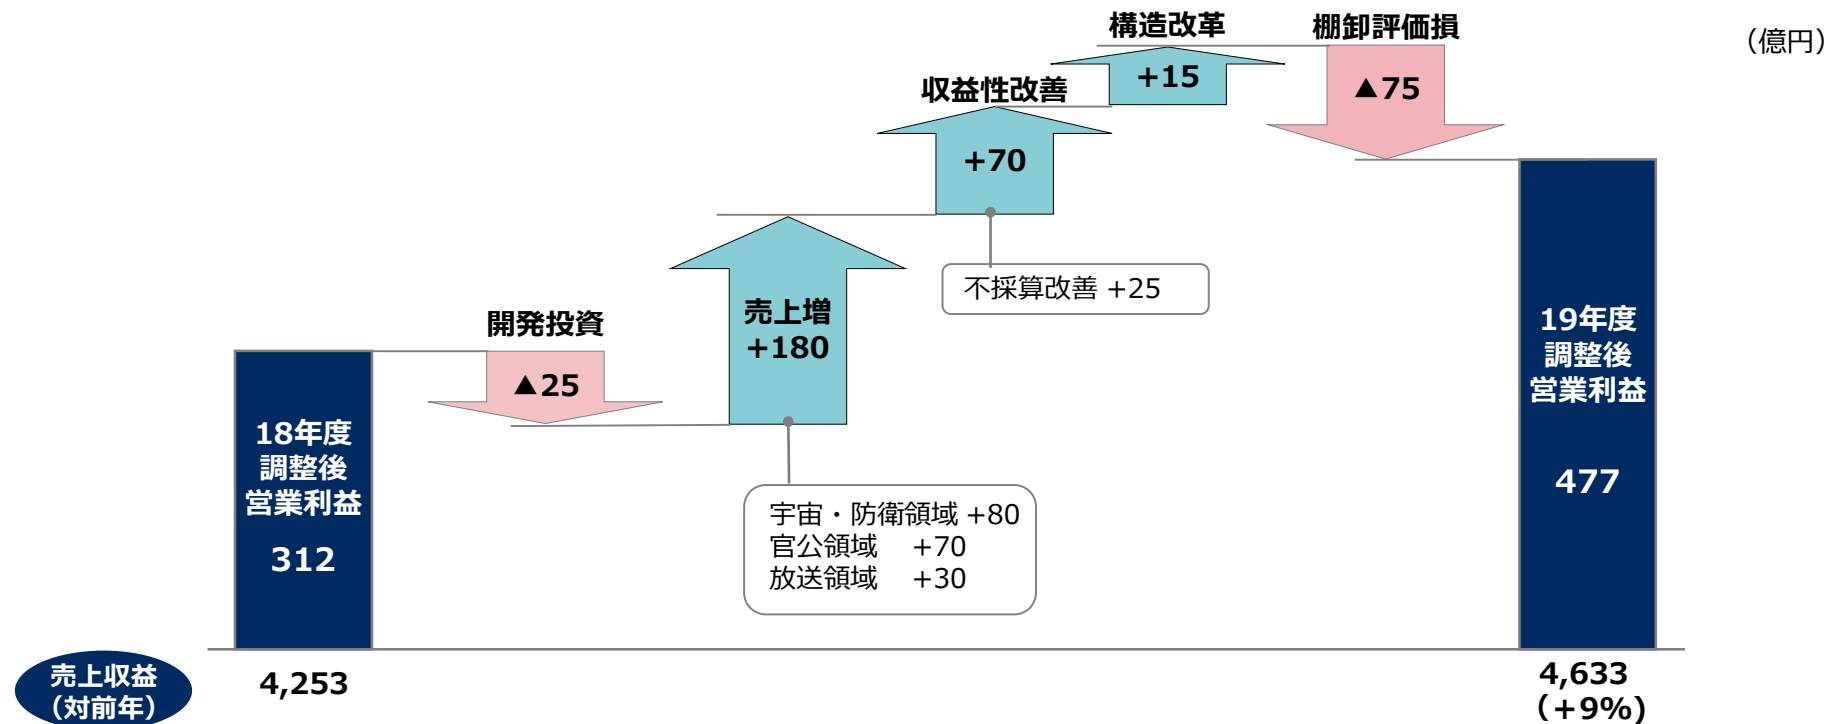 （億円）
構造改革
棚卸評価損
+15
▲75
収益性改善
+70
不採算改善 +25
売上増
+180
開発投資
▲25
宇宙・防衛領域 +80
官公領域 +70
放送領域 +30
18年度
調整後
営業利益
312
19年度
調整後
営業利益
477
売上収益
（対前年）
4,253
4,633
（+9%）